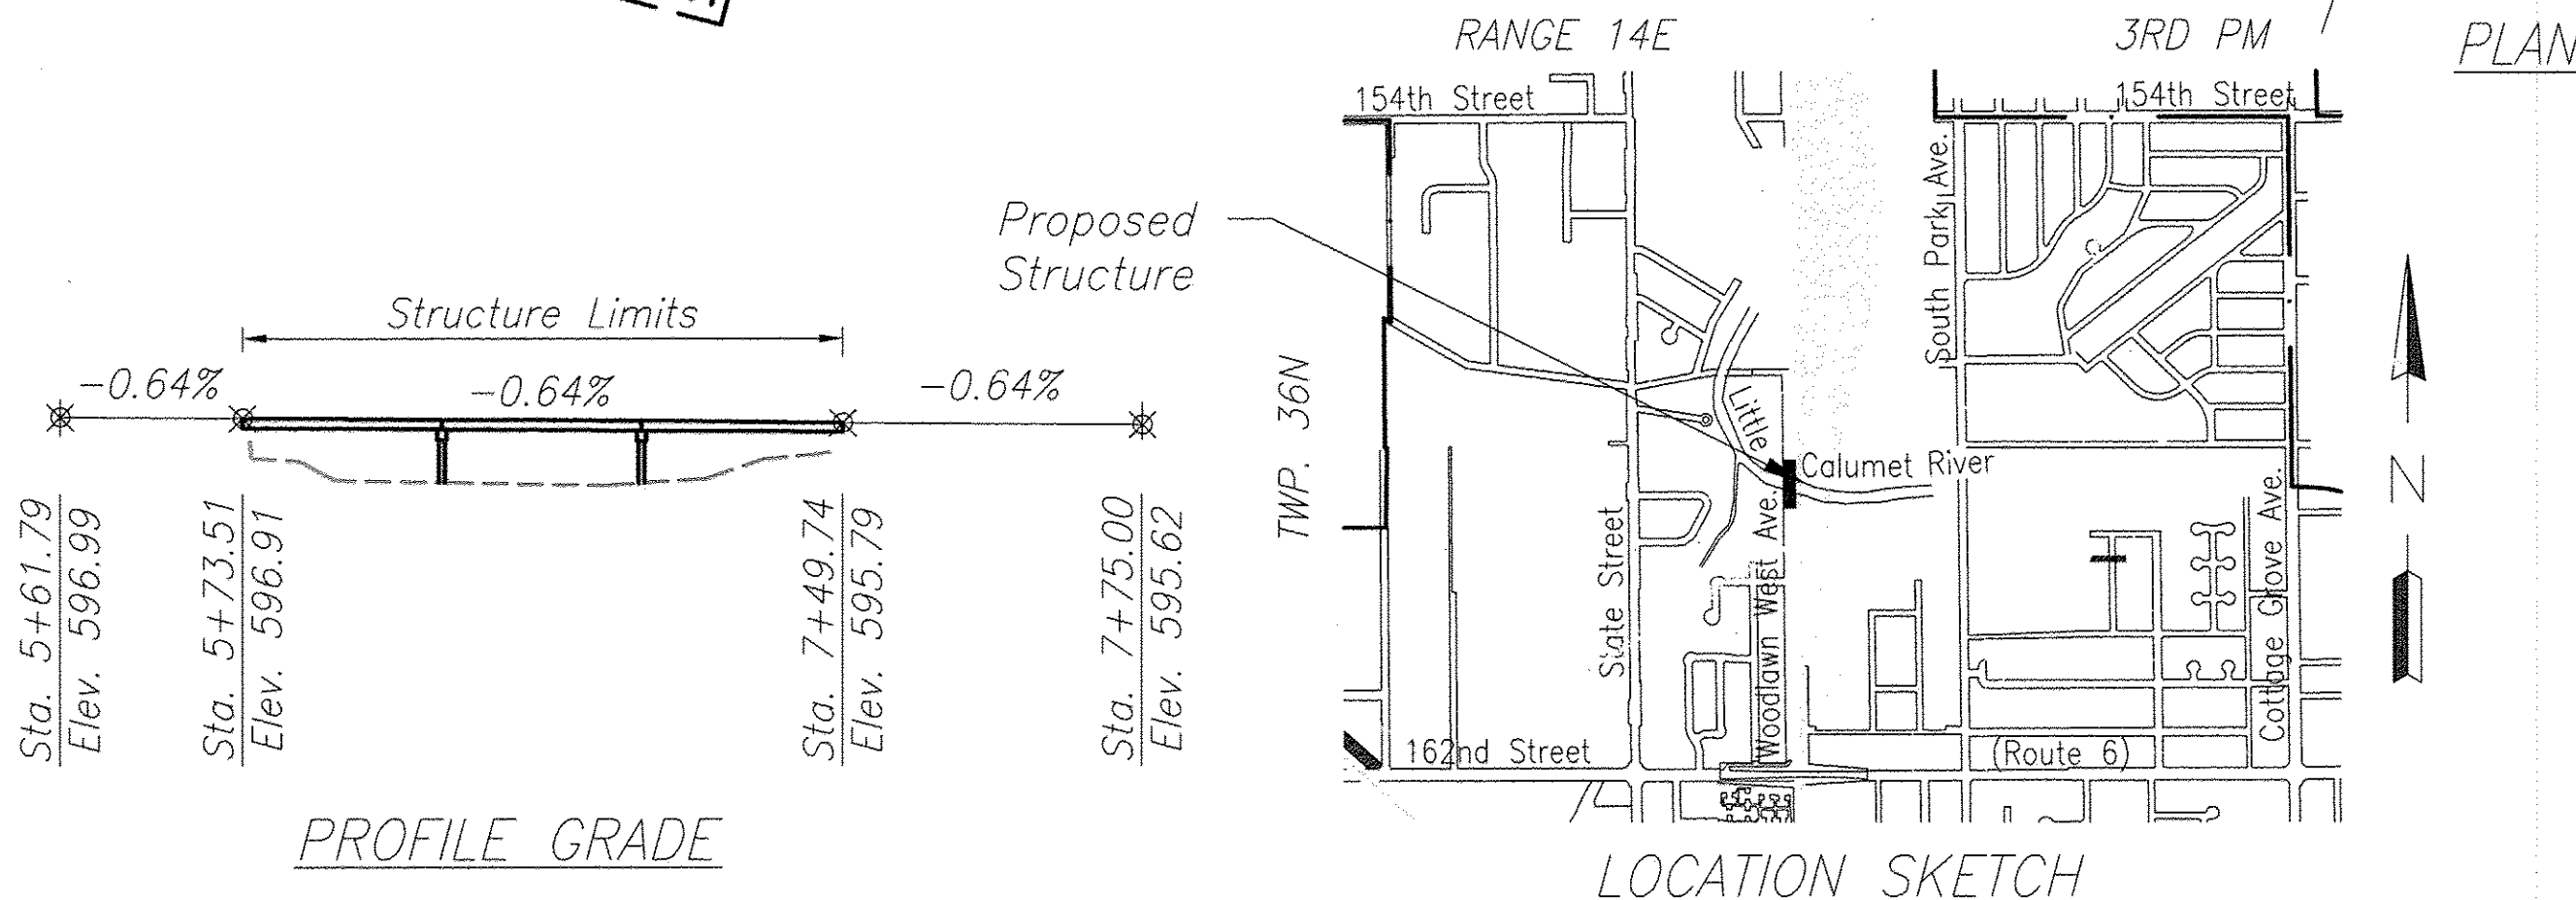 RANGE 14E
3RD PM
PLAN
154th Street
154th Street
South Park Ave.
Proposed
Structure
Structure Limits
-0.64%
-0.64%
-0.64%
TWP. 36N
Little
Calumet River
N
State Street
Woodlawn West Ave.
Cottage Grove Ave.
Sta. 5+61.79
Elev. 596.99
Sta. 5+73.51
Elev. 596.91
Sta. 7+49.74
Elev. 595.79
Sta. 7+75.00
Elev. 595.62
162nd Street
(Route 6)
PROFILE GRADE
LOCATION SKETCH